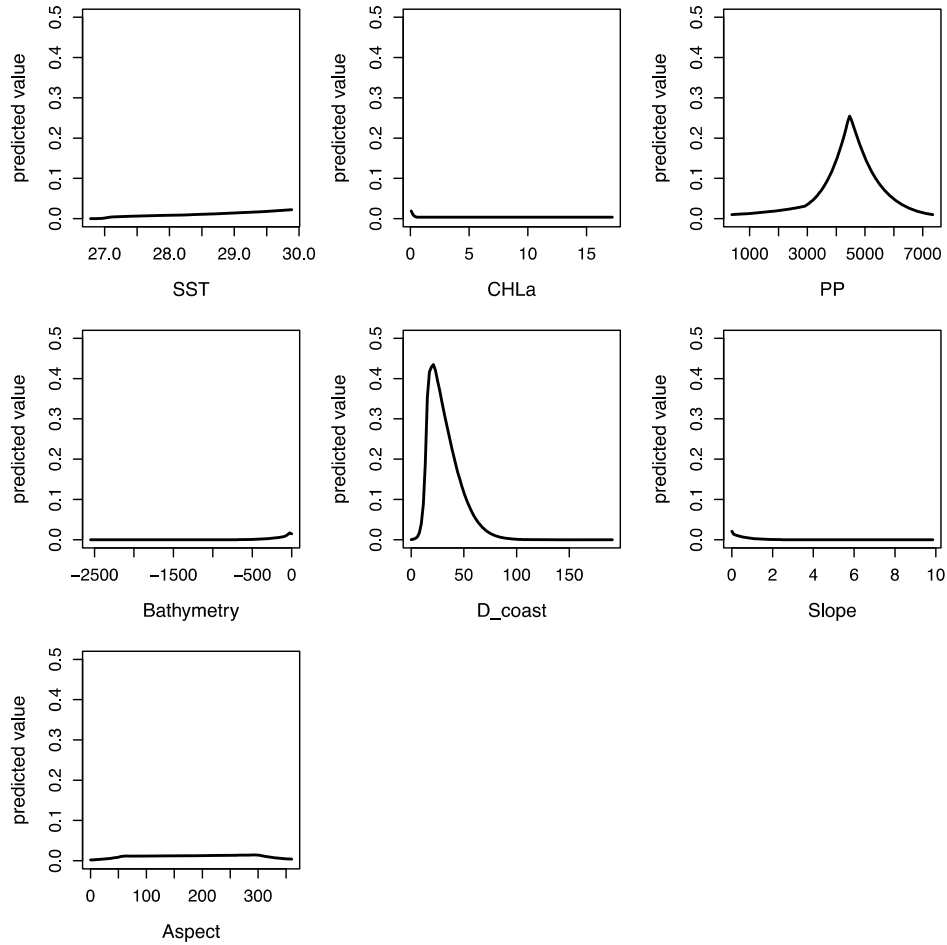 predicted value
0.0 0.1 0.2 0.3 0.4 0.5
27.0 28.0 29.0 30.0
SST
predicted value
0.0 0.1 0.2 0.3 0.4 0.5
0 5 10 15
CHLa
predicted value
0.0 0.1 0.2 0.3 0.4 0.5
1000 3000 5000 7000
PP
predicted value
0.0 0.1 0.2 0.3 0.4 0.5
−2500 −1500 −500 0
Bathymetry
predicted value
0.0 0.1 0.2 0.3 0.4 0.5
0 50 100 150
D_coast
predicted value
0.0 0.1 0.2 0.3 0.4 0.5
0 2 4 6 8 10
Slope
predicted value
0.0 0.1 0.2 0.3 0.4 0.5
0 100 200 300
Aspect